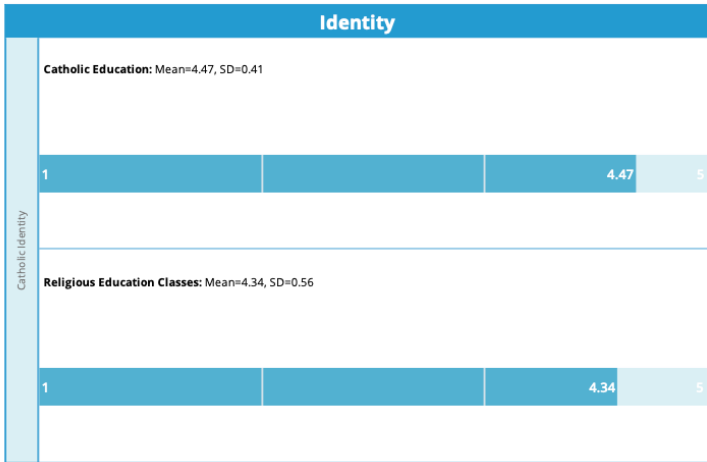 Identity
Catholic Identity
Catholic Education: Mean=4.47, SD=0.41
1 4.47 5
Religious Education Classes: Mean=4.34, SD=0.56
1 4.34 5